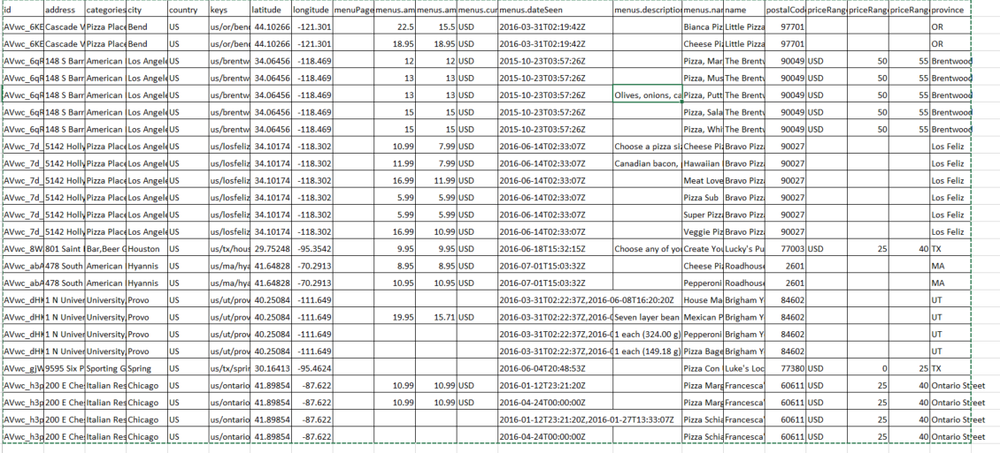 id address categories city country keys latitude longitude menuPage menus.am menus.am menus.cur menus.dateSeen menus.description menus.nam name postalCod priceRang priceRang priceRang province
AVwc_6KE Cascade V Pizza Place Bend US us/or/bend 44.10266 -121.301 22.5 15.5 USD 2016-03-31T02:19:42Z Bianca Piz Little Pizza 97701 OR
AVwc_6KE Cascade V Pizza Place Bend US us/or/bend 44.10266 -121.301 18.95 18.95 USD 2016-03-31T02:19:42Z Cheese Pi Little Pizza 97701 OR
AVwc_6qR 148 S Barr American Los Angele US us/brentw 34.06456 -118.469 12 12 USD 2015-10-23T03:57:26Z Pizza, Mar The Brent 90049 USD 50 55 Brentwood
AVwc_6qR 148 S Barr American Los Angele US us/brentw 34.06456 -118.469 13 13 USD 2015-10-23T03:57:26Z Pizza, Mus The Brent 90049 USD 50 55 Brentwood
AVwc_6qR 148 S Barr American Los Angele US us/brentw 34.06456 -118.469 13 13 USD 2015-10-23T03:57:26Z Olives, onions, ca Pizza, Putt The Brent 90049 USD 50 55 Brentwood
AVwc_6qR 148 S Barr American Los Angele US us/brentw 34.06456 -118.469 15 15 USD 2015-10-23T03:57:26Z Pizza, Sala The Brent 90049 USD 50 55 Brentwood
AVwc_6qR 148 S Barr American Los Angele US us/brentw 34.06456 -118.469 15 15 USD 2015-10-23T03:57:26Z Pizza, Whi The Brent 90049 USD 50 55 Brentwood
AVwc_7d_ 5142 Holly Pizza Place Los Angele US us/losfeliz 34.10174 -118.302 10.99 7.99 USD 2016-06-14T02:33:07Z Choose a pizza siz Cheese Piz Bravo Pizz 90027 Los Feliz
AVwc_7d_ 5142 Holly Pizza Place Los Angele US us/losfeliz 34.10174 -118.302 11.99 7.99 USD 2016-06-14T02:33:07Z Canadian bacon, Hawaiian Bravo Pizz 90027 Los Feliz
AVwc_7d_ 5142 Holly Pizza Place Los Angele US us/losfeliz 34.10174 -118.302 16.99 11.99 USD 2016-06-14T02:33:07Z Meat Love Bravo Pizz 90027 Los Feliz
AVwc_7d_ 5142 Holly Pizza Place Los Angele US us/losfeliz 34.10174 -118.302 5.99 5.99 USD 2016-06-14T02:33:07Z Pizza Sub Bravo Pizz 90027 Los Feliz
AVwc_7d_ 5142 Holly Pizza Place Los Angele US us/losfeliz 34.10174 -118.302 5.99 6.99 USD 2016-06-14T02:33:07Z Super Pizz Bravo Pizz 90027 Los Feliz
AVwc_7d_ 5142 Holly Pizza Place Los Angele US us/losfeliz 34.10174 -118.302 16.99 10.99 USD 2016-06-14T02:33:07Z Veggie Piz Bravo Pizz 90027 Los Feliz
AVwc_8W 801 Saint Bar,Beer G Houston US us/tx/hous 29.75248 -95.3542 9.95 9.95 USD 2016-06-18T15:32:15Z Choose any of you Create You Lucky's Pu 77003 USD 25 40 TX
AVwc_abA 478 South American Hyannis US us/ma/hya 41.64828 -70.2913 8.95 8.95 USD 2016-07-01T15:03:32Z Cheese Piz Roadhouse 2601 MA
AVwc_abA 478 South American Hyannis US us/ma/hya 41.64828 -70.2913 10.95 10.95 USD 2016-07-01T15:03:32Z Pepperoni Roadhouse 2601 MA
AVwc_dHK 1 N Univer University, Provo US us/ut/prov 40.25084 -111.649 2016-03-31T02:22:37Z,2016-06-08T16:20:20Z House Ma Brigham Y 84602 UT
AVwc_dHK 1 N Univer University, Provo US us/ut/prov 40.25084 -111.649 19.95 15.71 USD 2016-03-31T02:22:37Z,2016-0 Seven layer bean Mexican P Brigham Y 84602 UT
AVwc_dHK 1 N Univer University, Provo US us/ut/prov 40.25084 -111.649 2016-03-31T02:22:37Z,2016-0 1 each (324.00 g) Pepperoni Brigham Y 84602 UT
AVwc_dHK 1 N Univer University, Provo US us/ut/prov 40.25084 -111.649 2016-03-31T02:22:37Z,2016-0 1 each (149.18 g) Pizza Bage Brigham Y 84602 UT
AVwc_gjW 9595 Six P Sporting G Spring US us/tx/sprin 30.16413 -95.4624 2016-06-04T20:48:53Z Pizza Con Luke's Loc 77380 USD 0 25 TX
AVwc_h3p 200 E Che Italian Res Chicago US us/ontario 41.89854 -87.622 10.99 10.99 USD 2016-01-12T23:21:20Z Pizza Marg Francesca' 60611 USD 25 40 Ontario Street
AVwc_h3p 200 E Che Italian Res Chicago US us/ontario 41.89854 -87.622 10.99 10.99 USD 2016-04-24T00:00:00Z Pizza Marg Francesca' 60611 USD 25 40 Ontario Street
AVwc_h3p 200 E Che Italian Res Chicago US us/ontario 41.89854 -87.622 2016-01-12T23:21:20Z,2016-01-27T13:33:07Z Pizza Schia Francesca' 60611 USD 25 40 Ontario Street
AVwc_h3p 200 E Che Italian Res Chicago US us/ontario 41.89854 -87.622 2016-04-24T00:00:00Z Pizza Schia Francesca' 60611 USD 25 40 Ontario Street